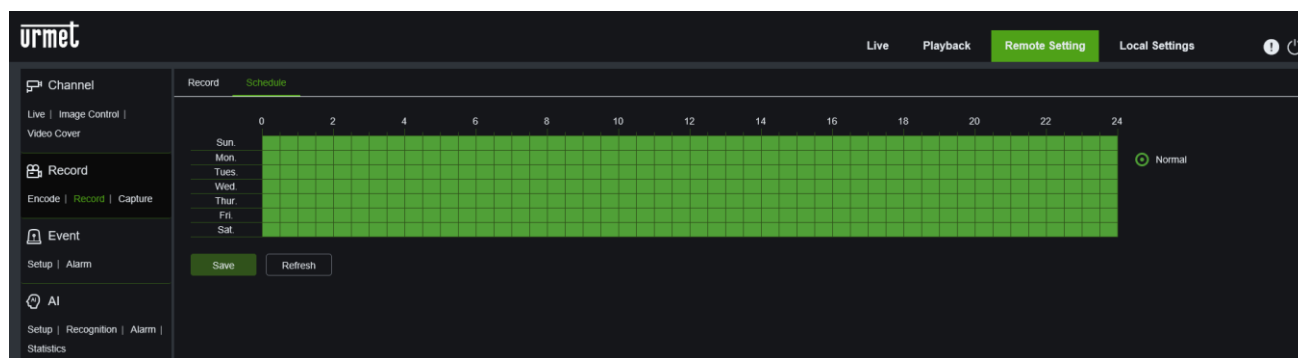 urmet
Live Playback Remote Setting Local Settings
Channel
Live | Image Control |
Video Cover
Record
Encode | Record | Capture
Event
Setup | Alarm
AI
Setup | Recognition | Alarm |
Statistics
Record Schedule
0 2 4 6 8 10 12 14 16 18 20 22 24
Sun.
Mon.
Tues.
Wed.
Thur.
Fri.
Sat.
Normal
Save Refresh